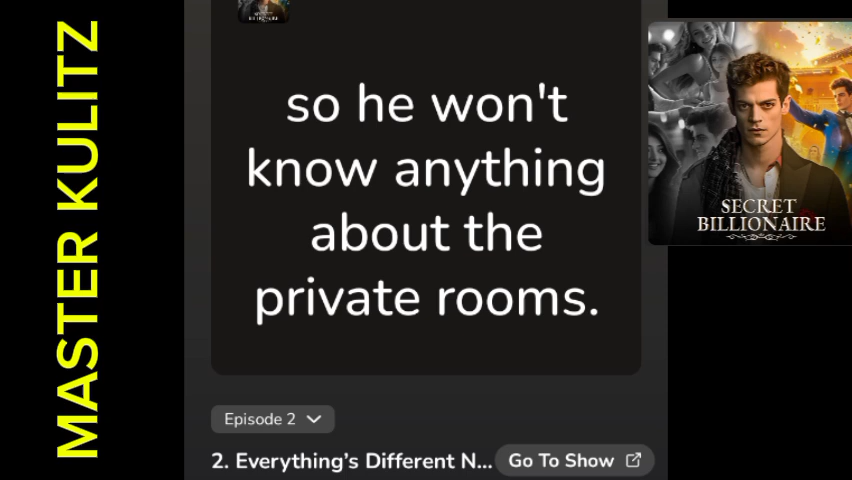 MASTER KULITZ
so he won't
know anything
about the
private rooms.
Episode 2
2. Everything’s Different N...
Go To Show
SECRET
BILLIONAIRE